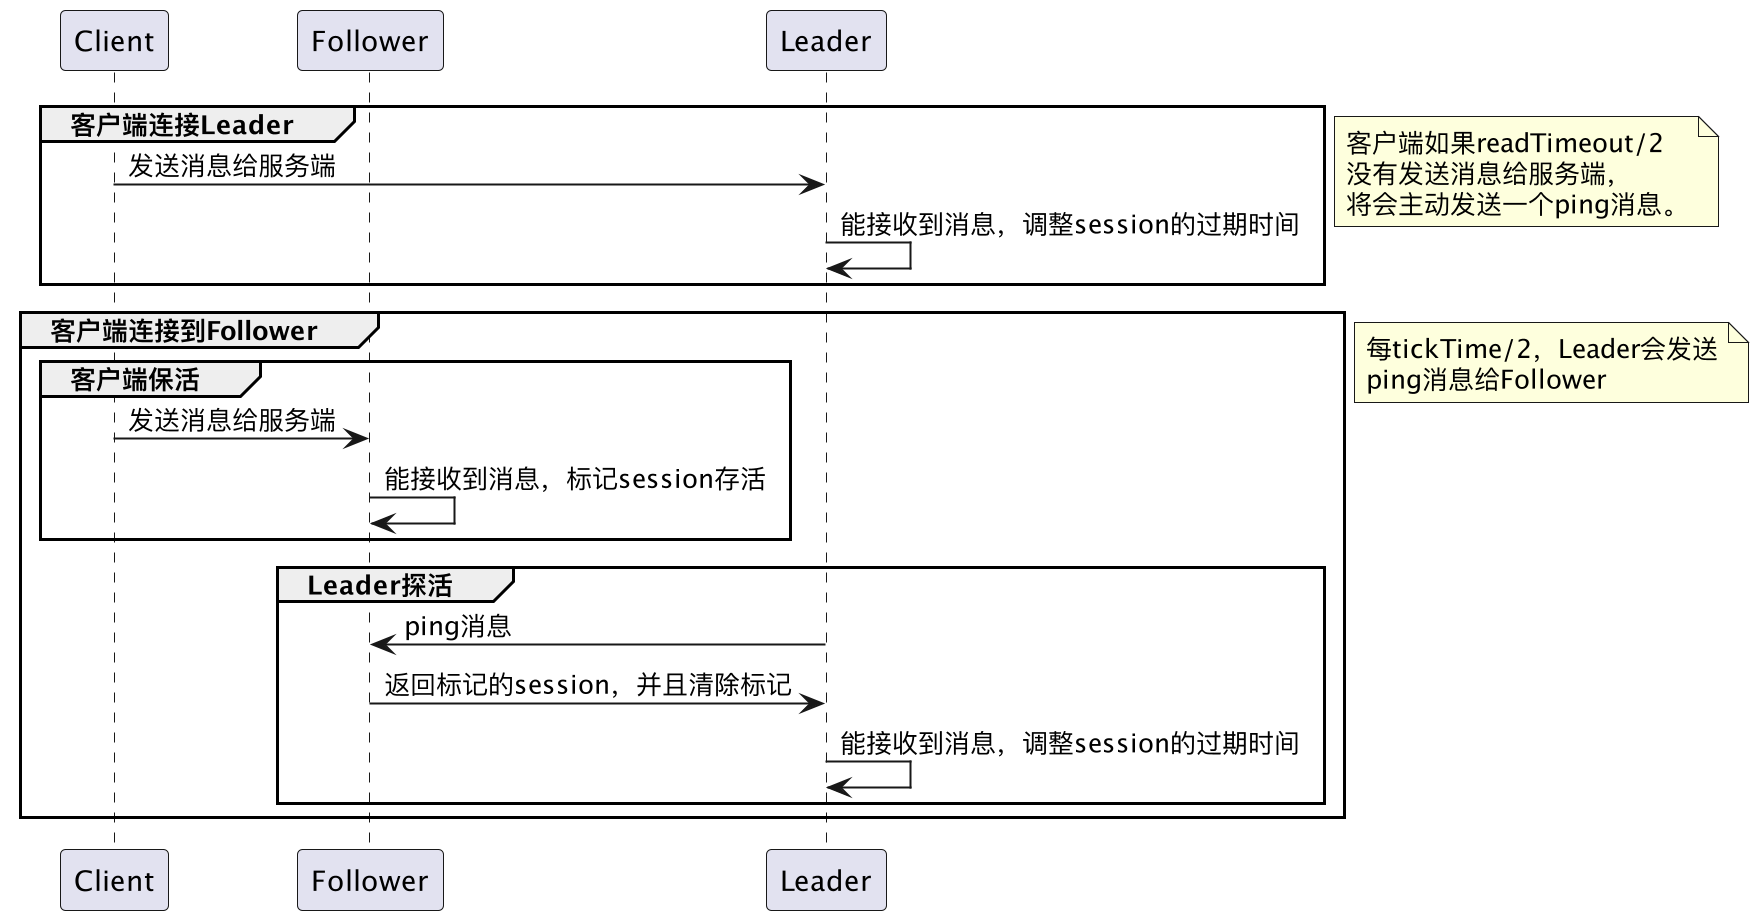 Client
Follower
Leader
客户端连接Leader
发送消息给服务端
能接收到消息，调整session的过期时间
客户端如果readTimeout/2
没有发送消息给服务端，
将会主动发送一个ping消息。
客户端连接到Follower
每tickTime/2，Leader会发送
ping消息给Follower
客户端保活
发送消息给服务端
能接收到消息，标记session存活
Leader探活
ping消息
返回标记的session，并且清除标记
能接收到消息，调整session的过期时间
Client
Follower
Leader